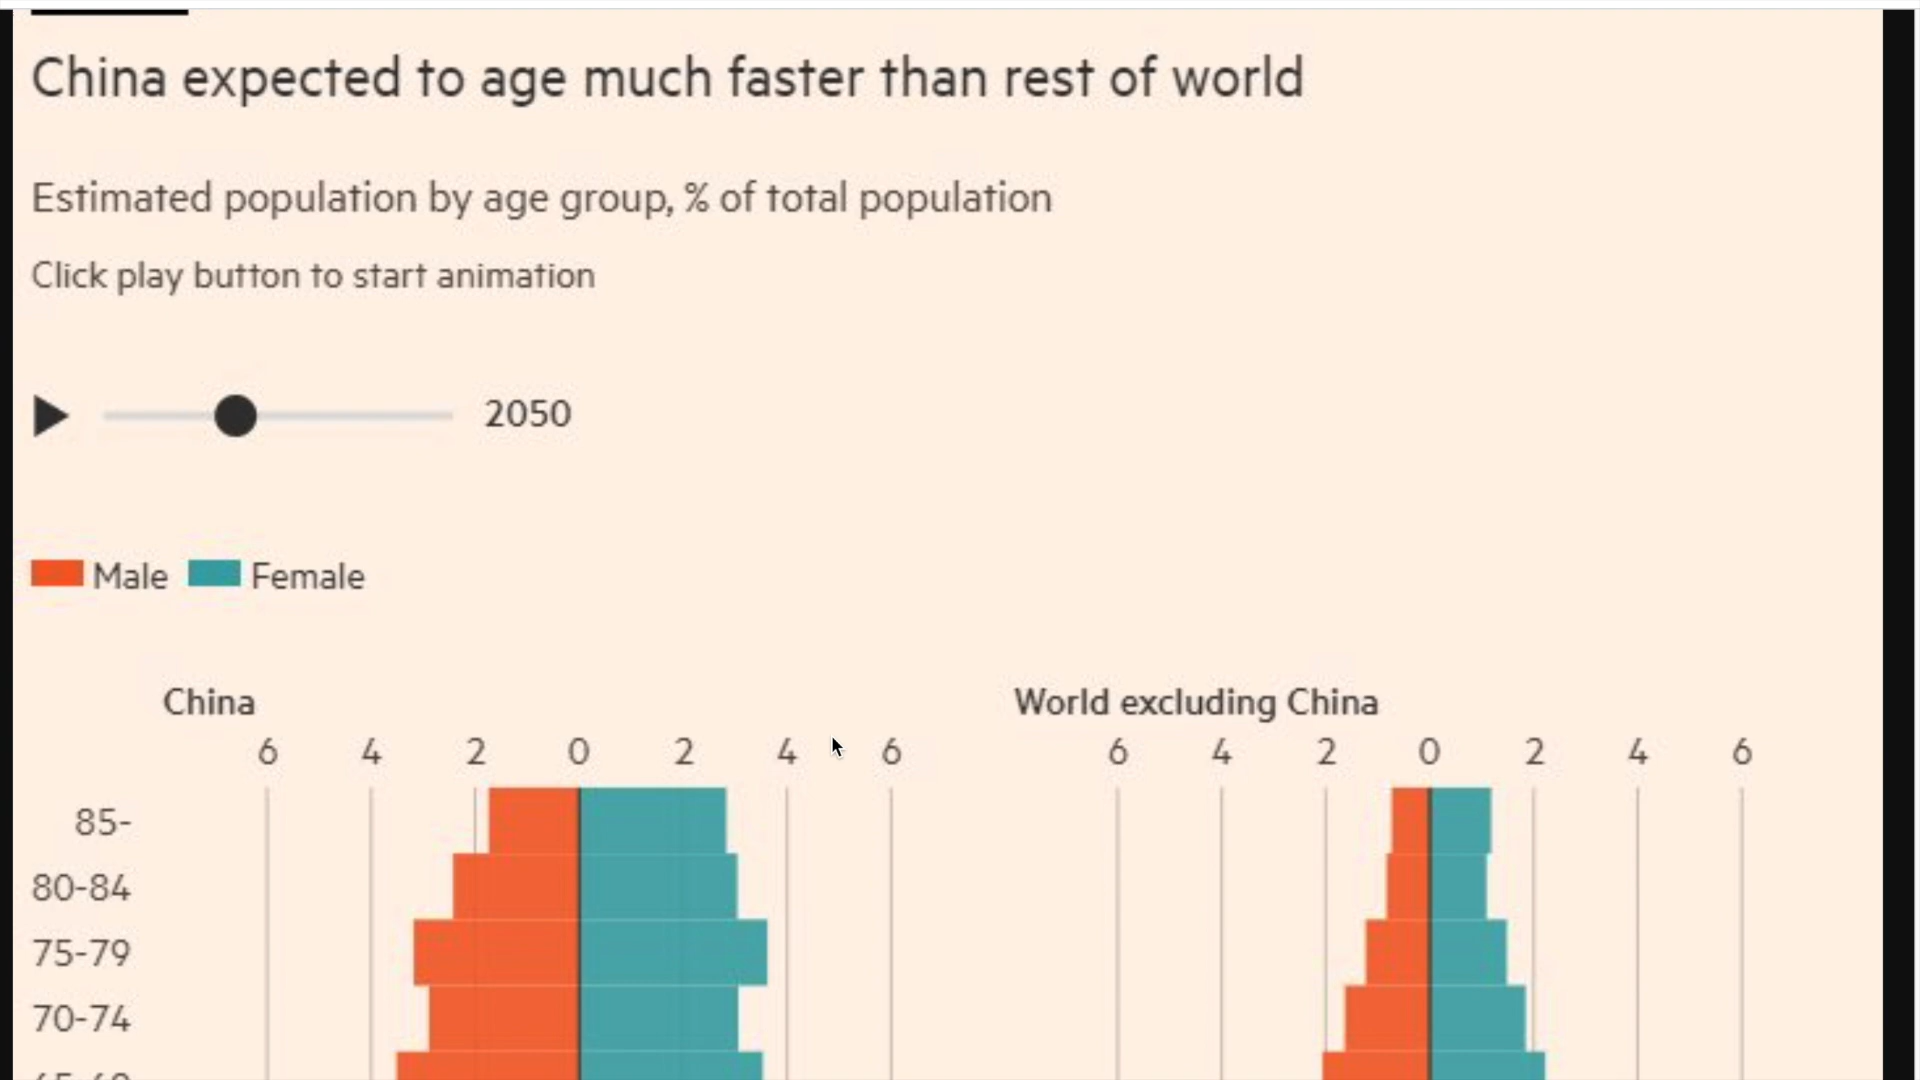 China expected to age much faster than rest of world
Estimated population by age group, % of total population
Click play button to start animation
2050
Male Female
China World excluding China
6 4 2 0 2 4 6 6 4 2 0 2 4 6
85-
80-84
75-79
70-74